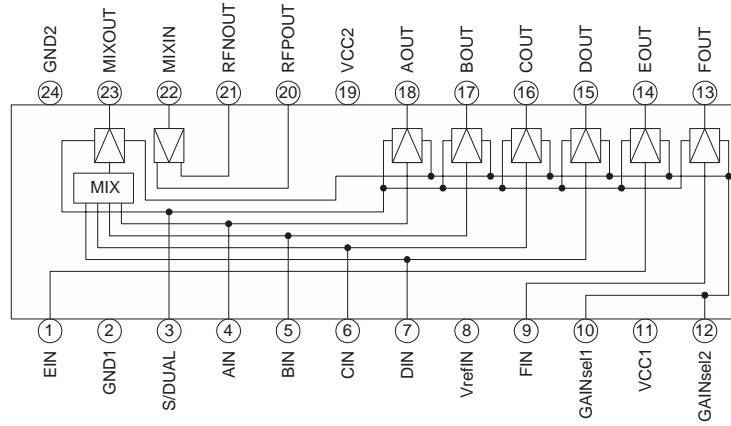 GND2
MIXOUT
MIXIN
RFNOUT
RFPOUT
VCC2
AOUT
BOUT
COUT
DOUT
EOUT
FOUT
24
23
22
21
20
19
18
17
16
15
14
13
MIX
1
2
3
4
5
6
7
8
9
10
11
12
EIN
GND1
S/DUAL
AIN
BIN
CIN
DIN
VrefIN
FIN
GAINsel1
VCC1
GAINsel2